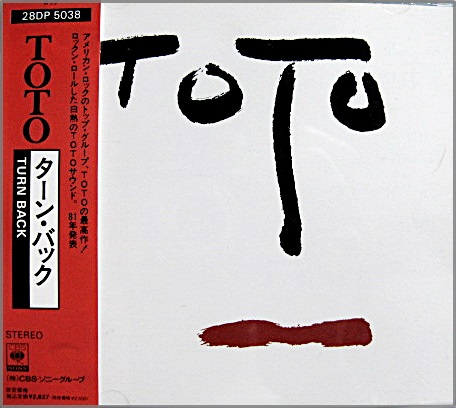 28DP 5038
TOTO
アメリカン・ロックのトップ・グループ、TOTOの最高作!
ロックン・ロールした白熱のTOTOサウンド。
81年発表
ターン・バック
TURN BACK
STEREO
CBS
SONY
(株)CBS・ソニーグループ
TOTO